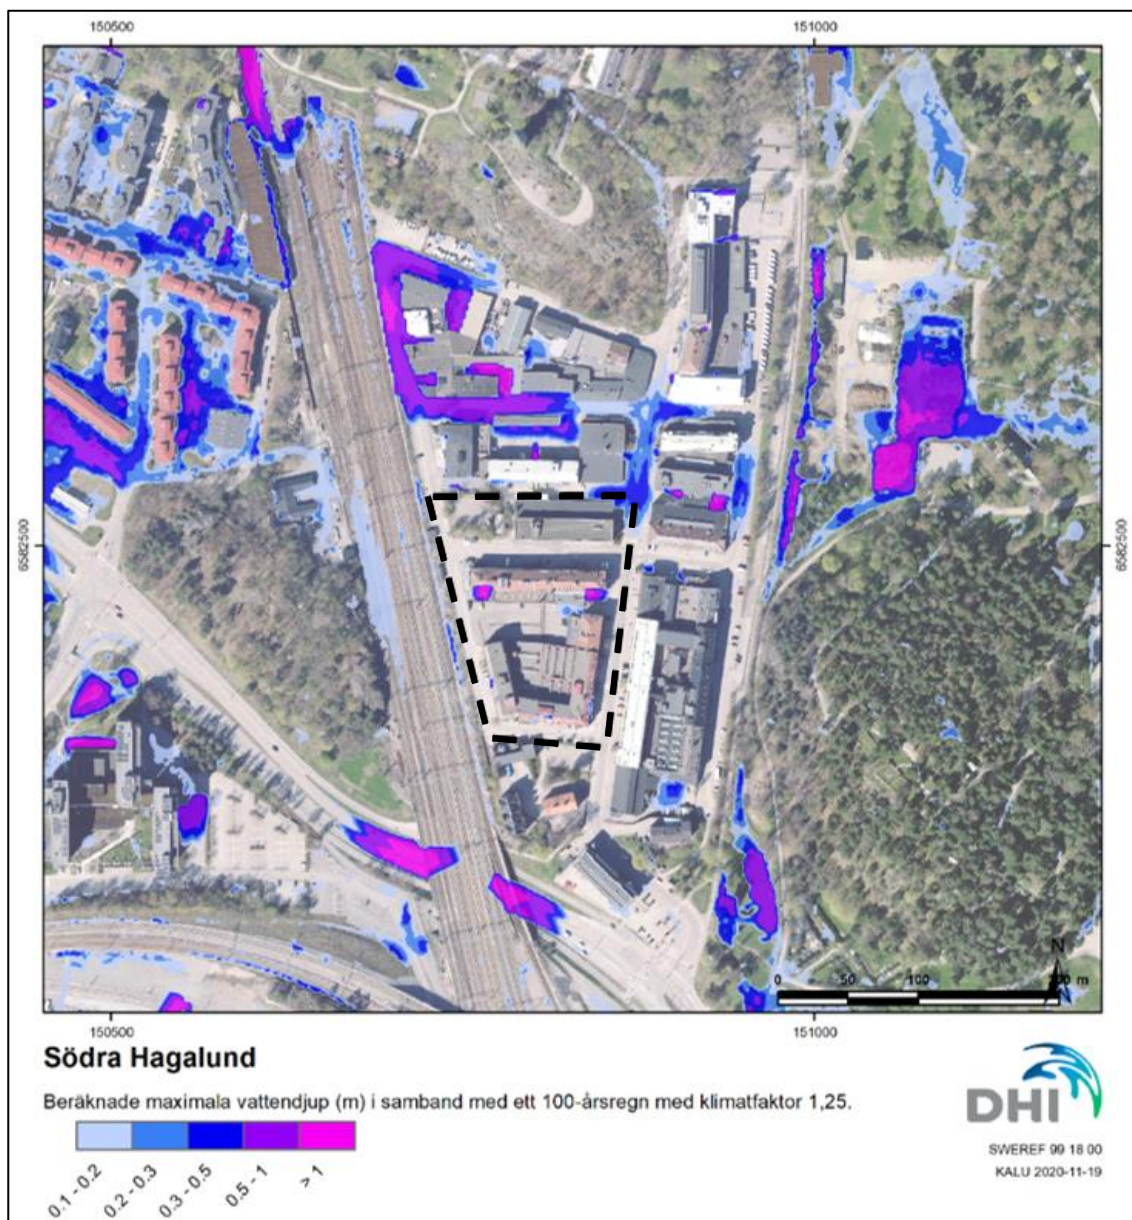 150500 151000
6582500 6582500
N
0 50 100 200 m
150500 151000
Södra Hagalund
Beräknade maximala vattendjup (m) i samband med ett 100-årsregn med klimatfaktor 1,25.
0.1 - 0.2 0.2 - 0.3 0.3 - 0.5 0.5 - 1 > 1
DHI
SWEREF 99 18 00
KALU 2020-11-19